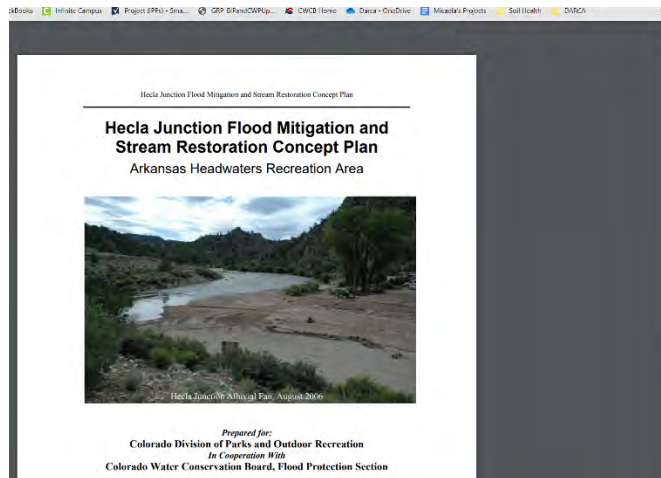 ckBooks Infinite Campus Project (IPPs) - Sma... GRP BIPandCWPUp... CWCB Home Darca - OneDrive Micaela's Projects Soil Health DARCA
Hecla Junction Flood Mitigation and Stream Restoration Concept Plan
Hecla Junction Flood Mitigation and
Stream Restoration Concept Plan
Arkansas Headwaters Recreation Area
Hecla Junction Alluvial Fan, August 2006
Prepared for:
Colorado Division of Parks and Outdoor Recreation
In Cooperation With
Colorado Water Conservation Board, Flood Protection Section